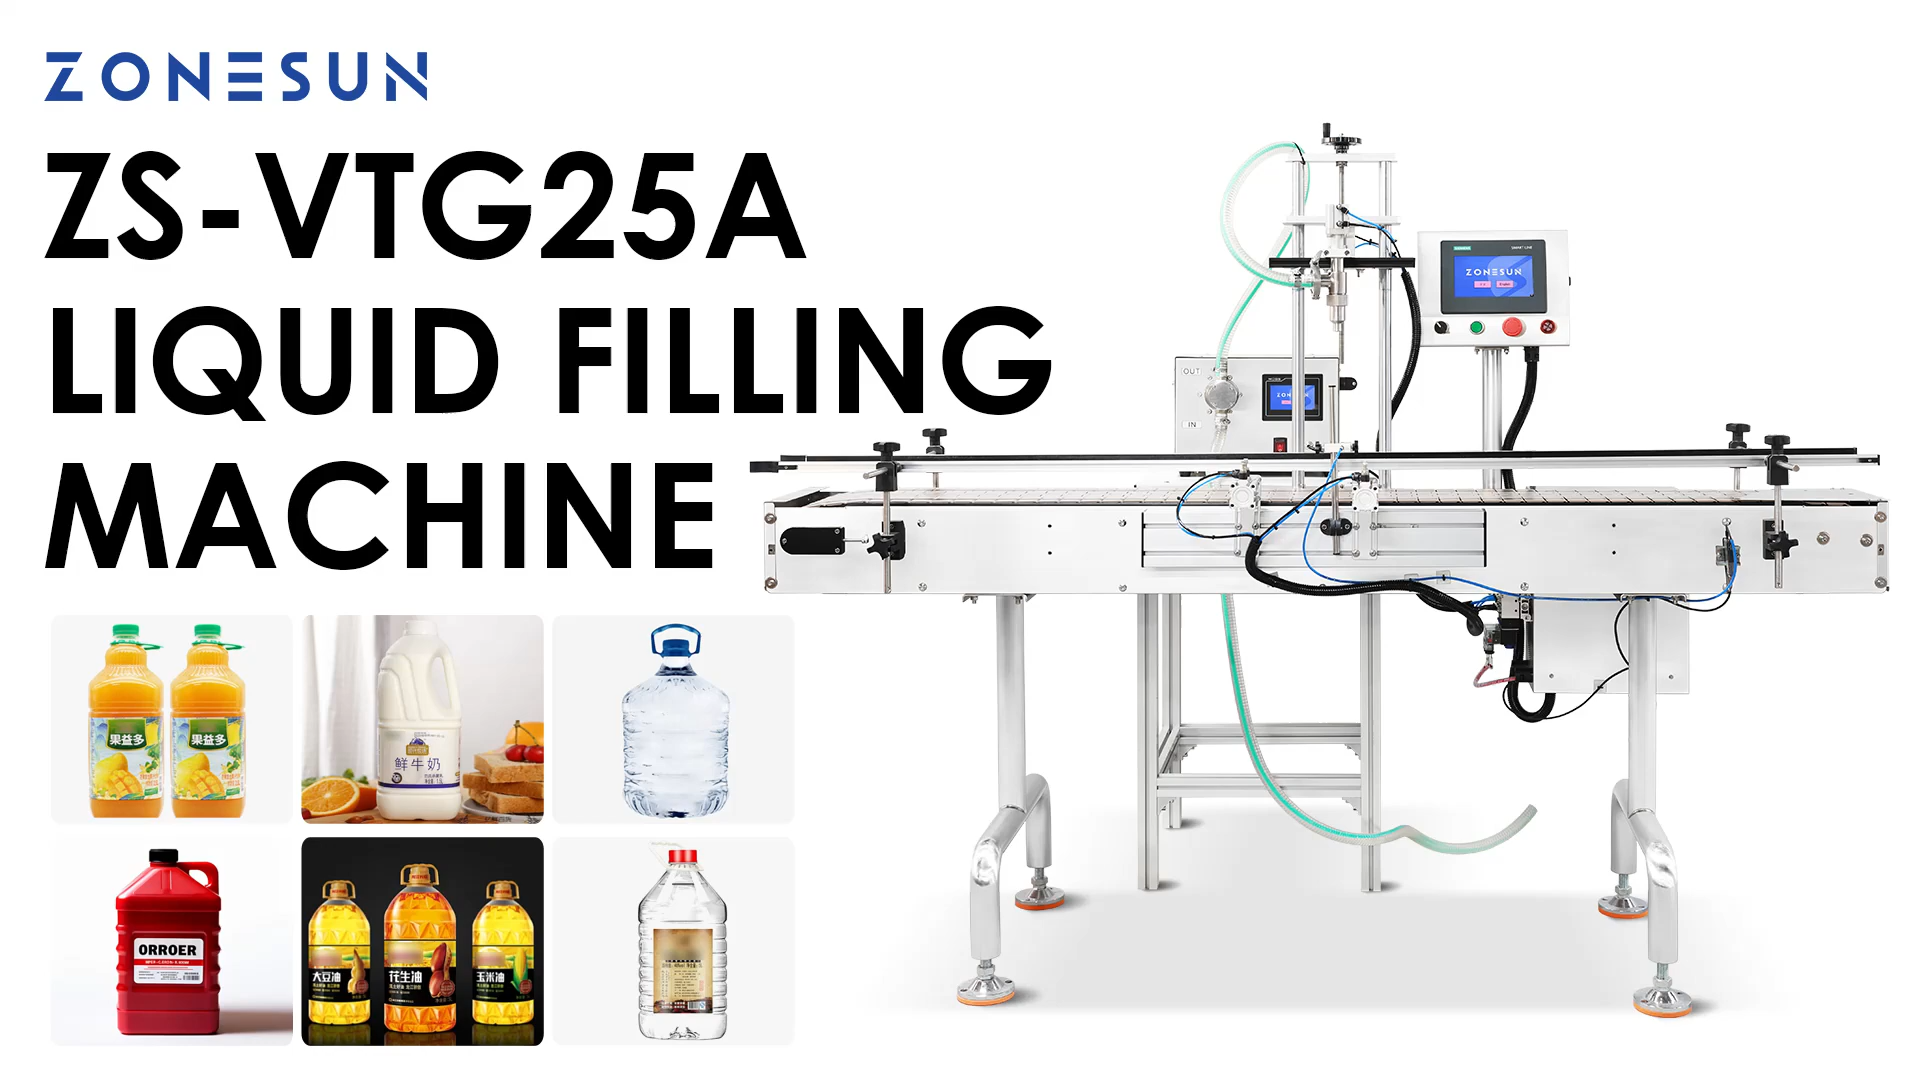 ZONESUN
ZS-VTG25A
LIQUID FILLING
MACHINE
OUT
IN
ZONESUN
果益多
果益多
鲜牛奶
ORROER
大豆油
花生油
玉米油